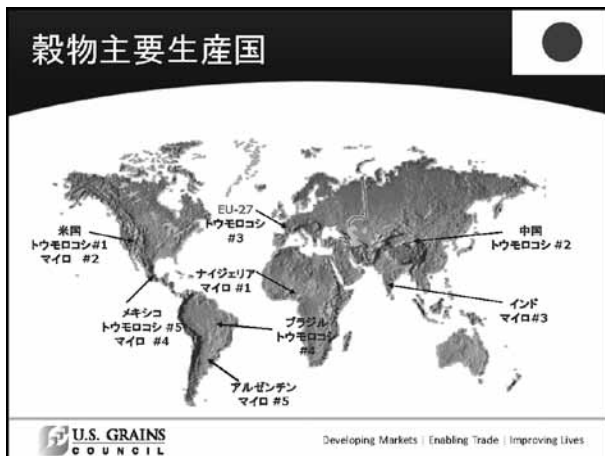 穀物主要生産国
EU-27
トウモロコシ
#3
米国
トウモロコシ#1
マイロ #2
中国
トウモロコシ #2
ナイジェリア
マイロ #1
メキシコ
トウモロコシ #5
マイロ #4
ブラジル
トウモロコシ
#4
インド
マイロ#3
アルゼンチン
マイロ #5
U.S. GRAINS
COUNCIL
Developing Markets | Enabling Trade | Improving Lives